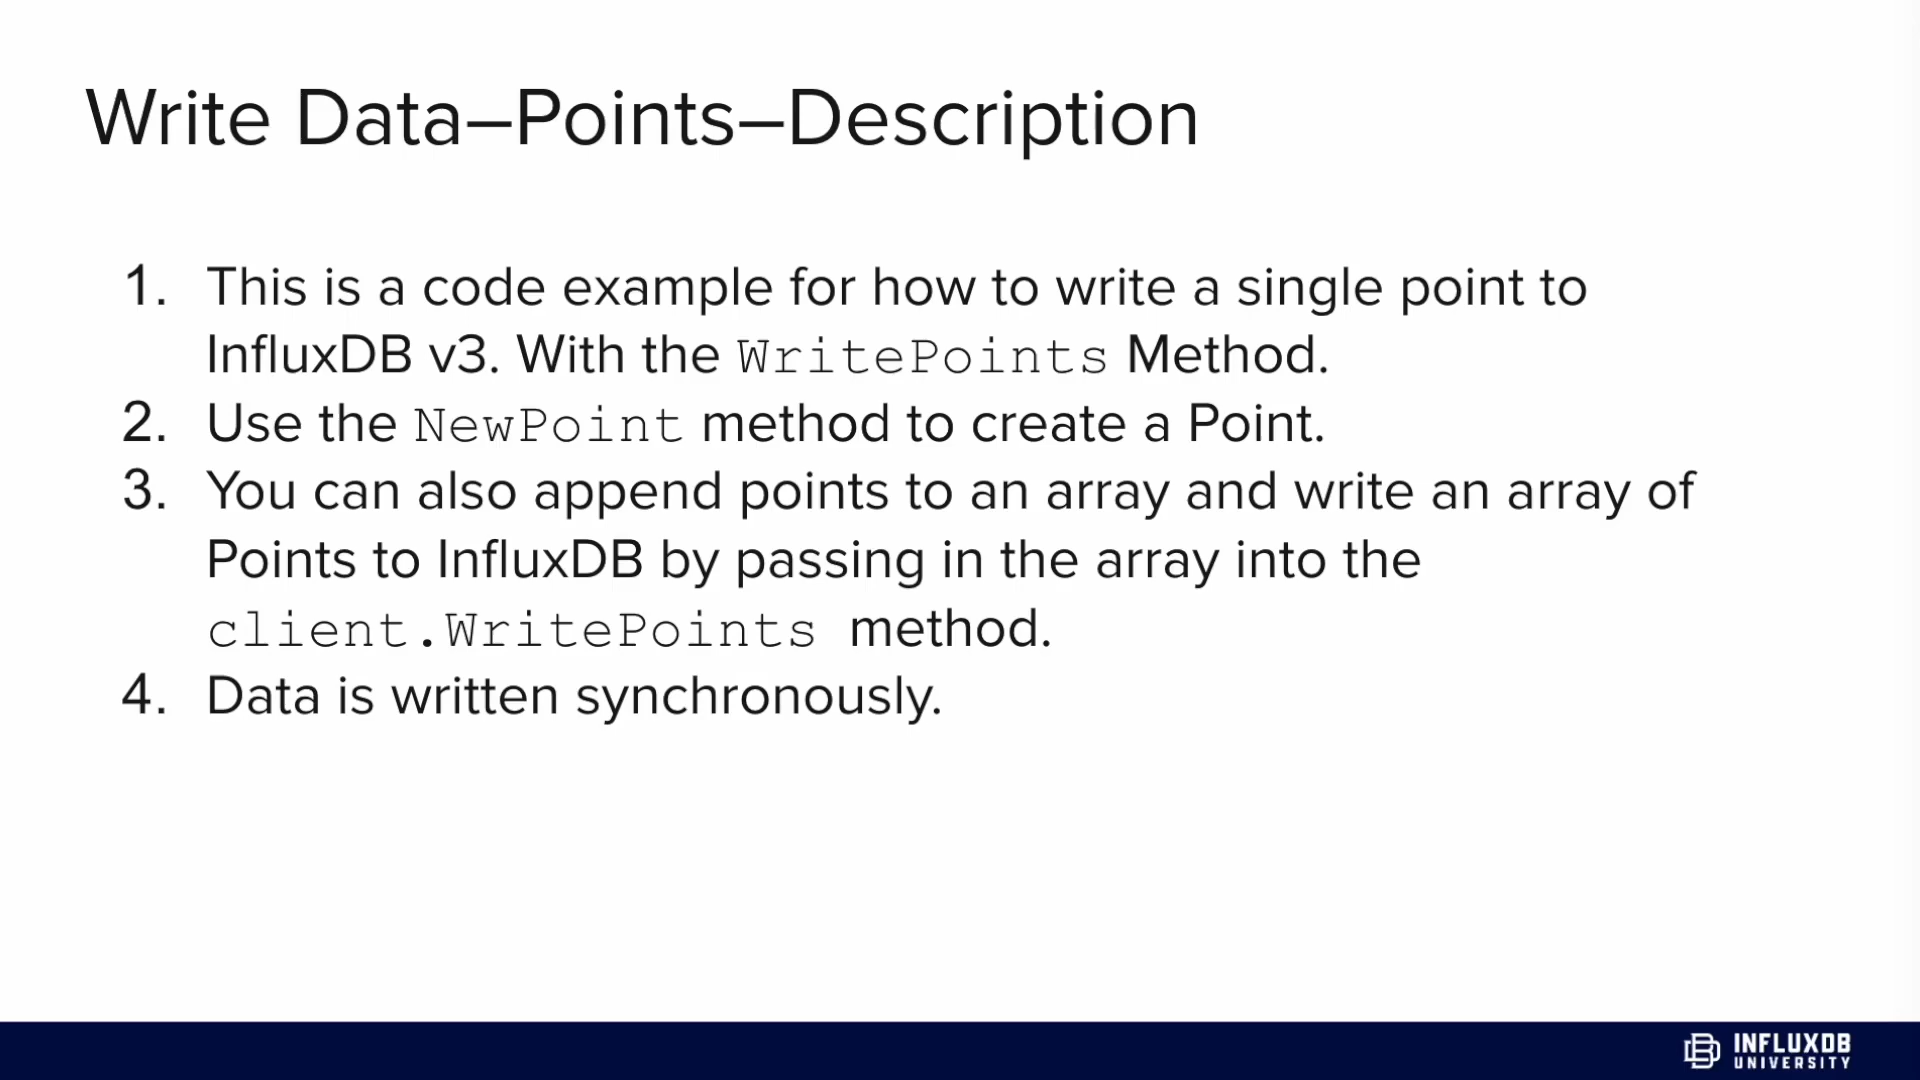 Write Data–Points–Description
1. This is a code example for how to write a single point to
InfluxDB v3. With the WritePoints Method.
2. Use the NewPoint method to create a Point.
3. You can also append points to an array and write an array of
Points to InfluxDB by passing in the array into the
client.WritePoints method.
4. Data is written synchronously.
INFLUXDB
UNIVERSITY